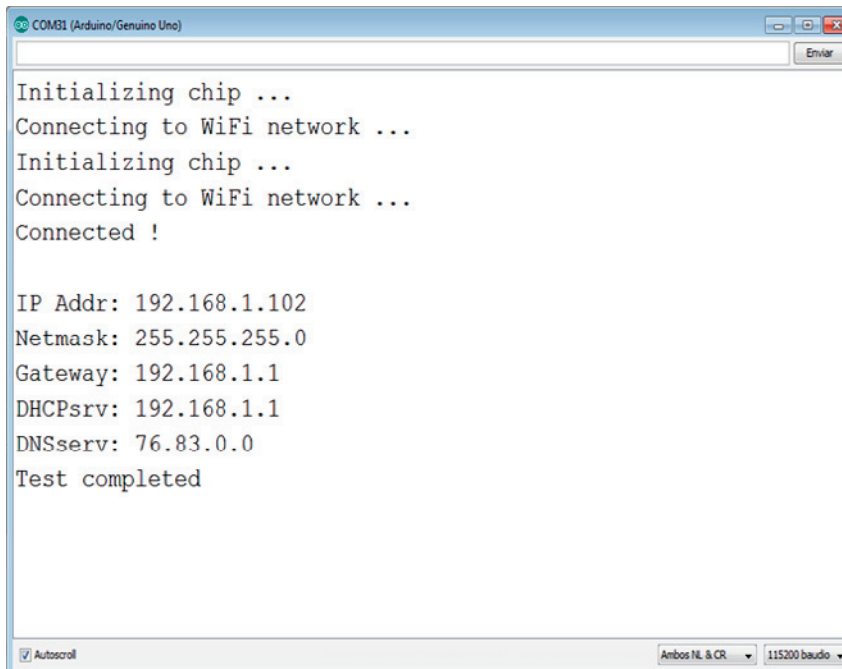 COM31 (Arduino/Genuino Uno)
Enviar
Initializing chip ...
Connecting to WiFi network ...
Initializing chip ...
Connecting to WiFi network ...
Connected !
IP Addr: 192.168.1.102
Netmask: 255.255.255.0
Gateway: 192.168.1.1
DHCPsrv: 192.168.1.1
DNSserv: 76.83.0.0
Test completed
Autoscroll
Ambos NL & CR
115200 baudio